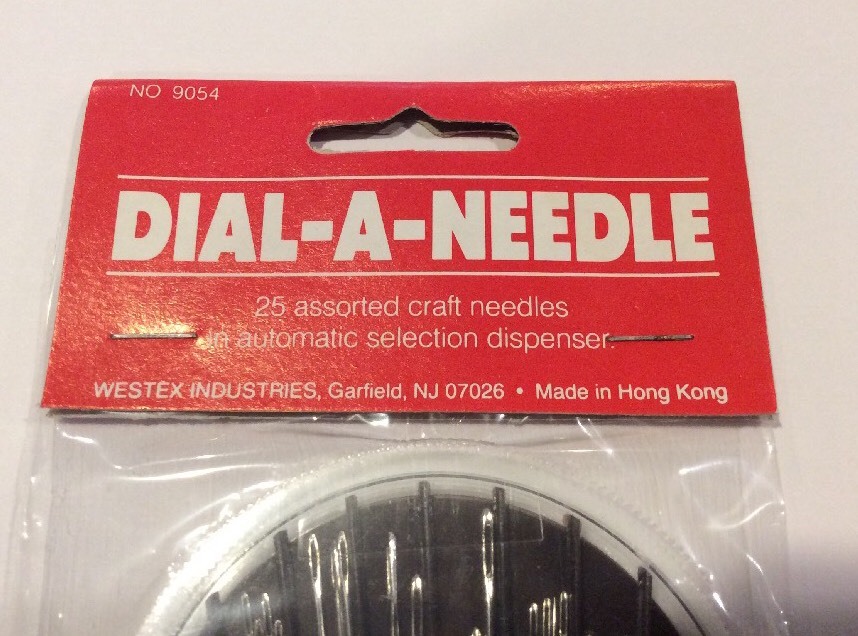 NO 9054
DIAL-A-NEEDLE
25 assorted craft needles
in automatic selection dispenser.
WESTEX INDUSTRIES, Garfield, NJ 07026 • Made in Hong Kong